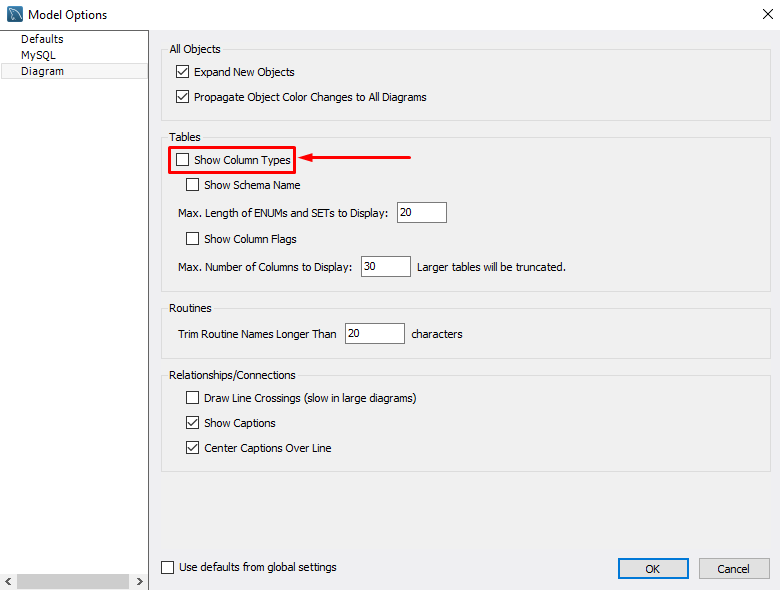 Model Options
Defaults
MySQL
Diagram
All Objects
Expand New Objects
Propagate Object Color Changes to All Diagrams
Tables
Show Column Types
Show Schema Name
Max. Length of ENUMs and SETs to Display: 20
Show Column Flags
Max. Number of Columns to Display: 30 Larger tables will be truncated.
Routines
Trim Routine Names Longer Than 20 characters
Relationships/Connections
Draw Line Crossings (slow in large diagrams)
Show Captions
Center Captions Over Line
Use defaults from global settings
OK Cancel